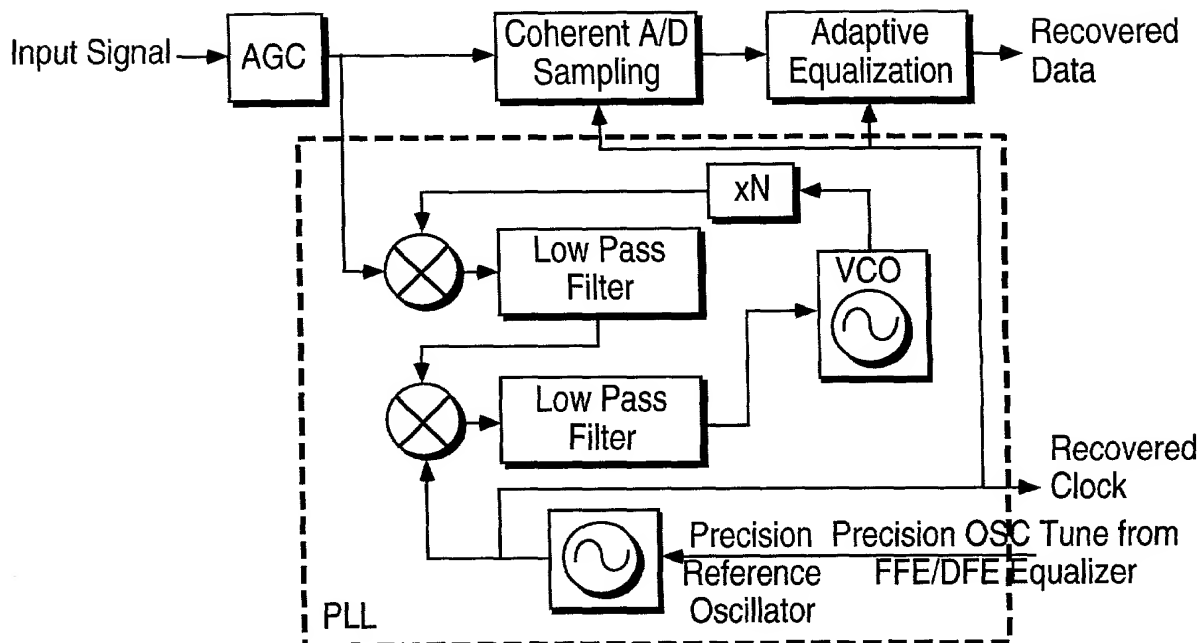 Input Signal
AGC
Coherent A/D
Sampling
Adaptive
Equalization
Recovered
Data
xN
Low Pass
Filter
VCO
Low Pass
Filter
Recovered
Clock
Precision
Reference
Oscillator
Precision OSC Tune from
FFE/DFE Equalizer
PLL